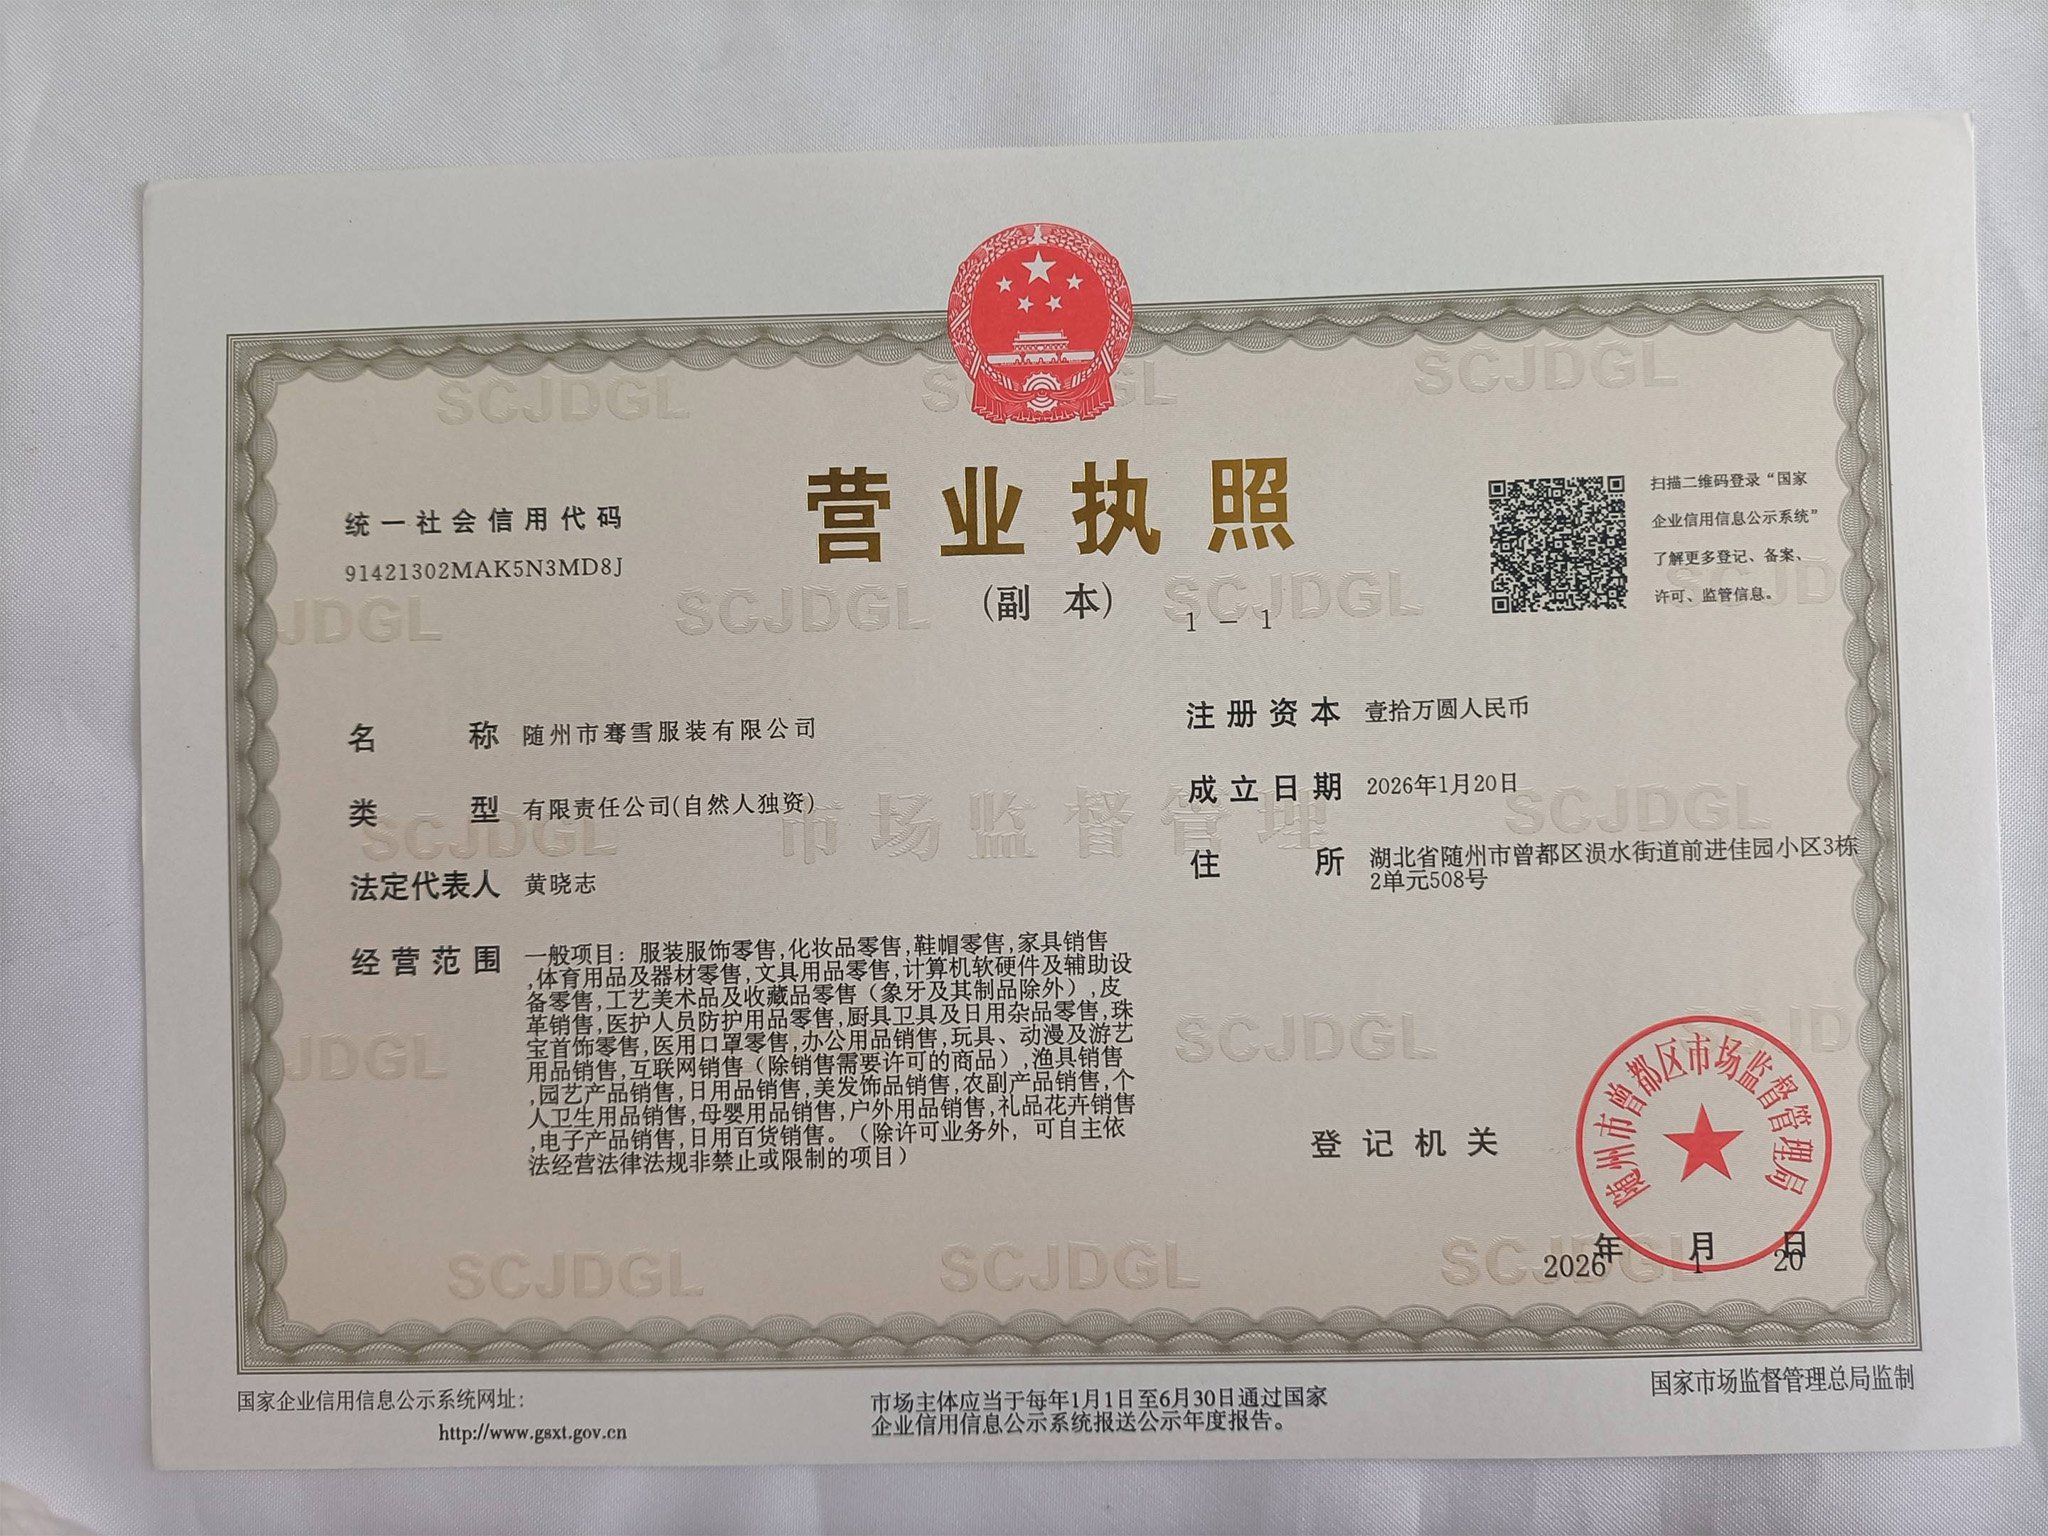 营业执照
(副 本)
1 - 1
统一社会信用代码
91421302MAK5N3MD8J
扫描二维码登录“国家
企业信用信息公示系统”
了解更多登记、备案、
许可、监管信息。
名 称 随州市骞雪服装有限公司
类 型 有限责任公司(自然人独资)
法定代表人 黄晓志
经营范围 一般项目：服装服饰零售,化妆品零售,鞋帽零售,家具销售
,体育用品及器材零售,文具用品零售,计算机软硬件及辅助设
备零售,工艺美术品及收藏品零售（象牙及其制品除外）,皮
革销售,医护人员防护用品零售,厨具卫具及日用杂品零售,珠
宝首饰零售,医用口罩零售,办公用品销售,玩具、动漫及游艺
用品销售,互联网销售（除销售需要许可的商品）,渔具销售
,园艺产品销售,日用品销售,美发饰品销售,农副产品销售,个
人卫生用品销售,母婴用品销售,户外用品销售,礼品花卉销售
,电子产品销售,日用百货销售。（除许可业务外，可自主依
法经营法律法规非禁止或限制的项目）
注册资本 壹拾万圆人民币
成立日期 2026年1月20日
住 所 湖北省随州市曾都区涢水街道前进佳园小区3栋
2单元508号
登记机关
随州市曾都区市场监督管理局
2026年1月20日
国家企业信用信息公示系统网址：
http://www.gsxt.gov.cn
市场主体应当于每年1月1日至6月30日通过国家
企业信用信息公示系统报送公示年度报告。
国家市场监督管理总局监制
SCJDGL
市场监督管理